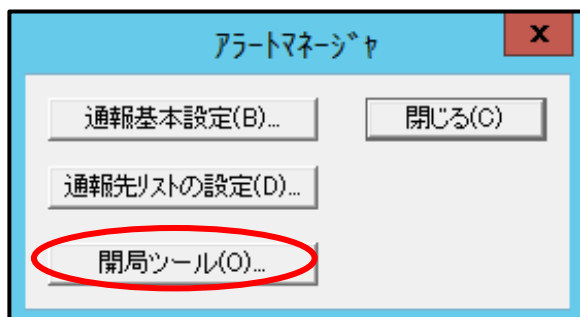 アラートマネージャ
x
通報基本設定(B)...
閉じる(C)
通報先リストの設定(D)...
開局ツール(O)...